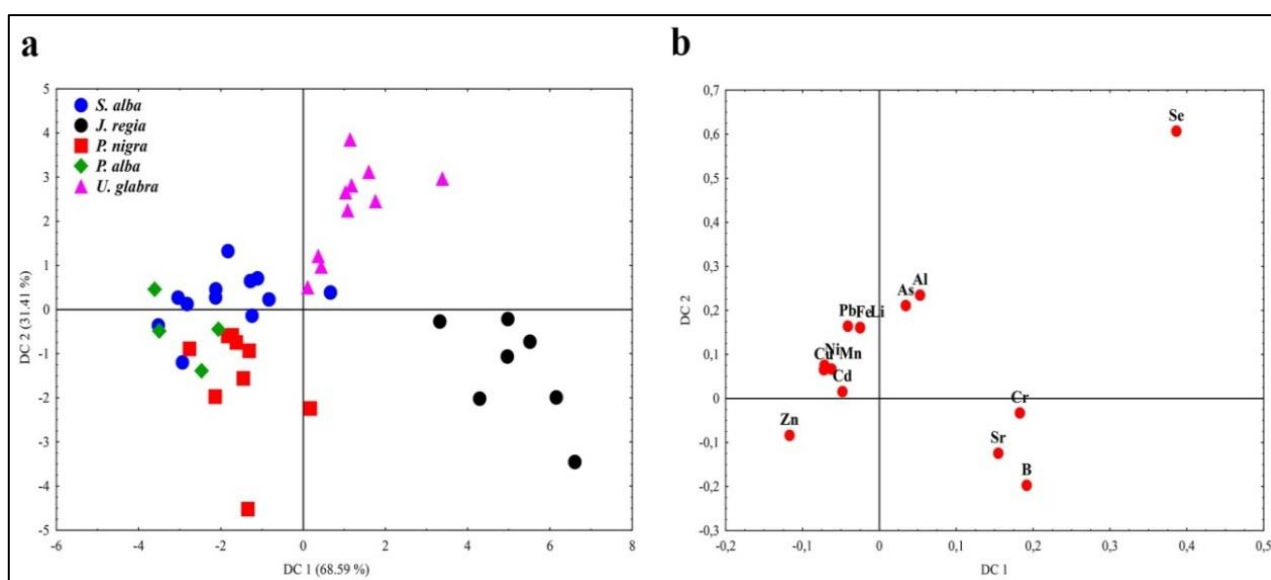 a
5
4
3
2
1
0
-1
-2
-3
-4
-5
DC 2 (31.41 %)
S. alba
J. regia
P. nigra
P. alba
U. glabra
-6
-4
-2
0
2
4
6
8
DC 1 (68.59 %)
b
0,7
0,6
0,5
0,4
0,3
0,2
0,1
0
-0,1
-0,2
-0,3
DC 2
Se
Al
As
Pb Fe Li
Ni
Cu Mn
Cd
Zn
Cr
Sr
B
-0,2
-0,1
0
0,1
0,2
0,3
0,4
0,5
DC 1